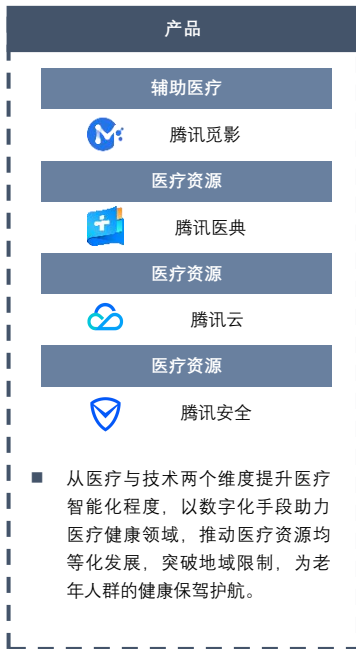 产品
辅助医疗
腾讯觅影
医疗资源
腾讯医典
医疗资源
腾讯云
医疗资源
腾讯安全
■ 从医疗与技术两个维度提升医疗
智能化程度，以数字化手段助力
医疗健康领域，推动医疗资源均
等化发展，突破地域限制，为老
年人群的健康保驾护航。